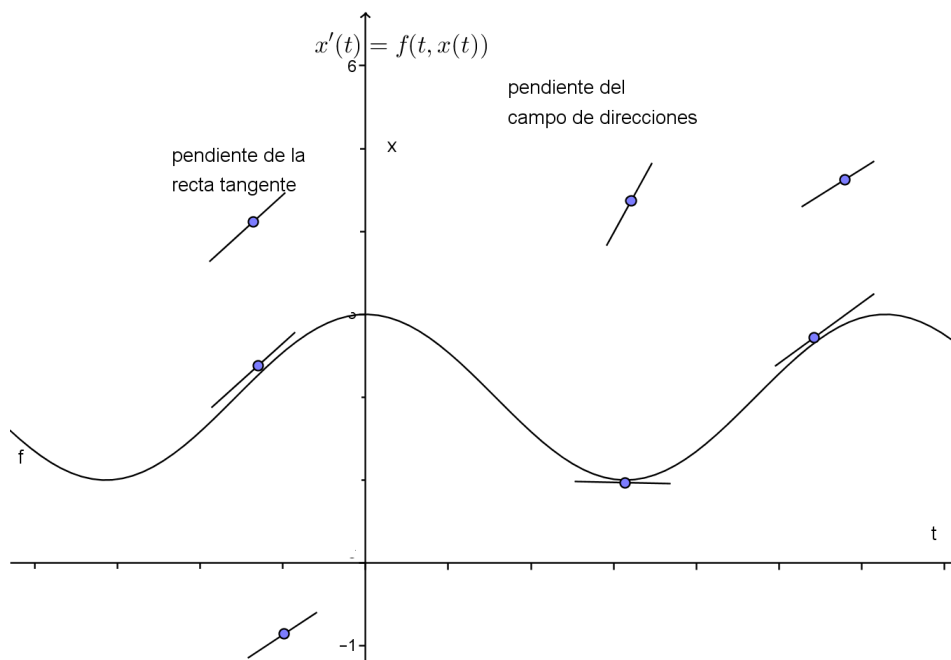 x′(t) = f(t, x(t))
6
pendiente del
campo de direcciones
x
pendiente de la
recta tangente
f
t
−1